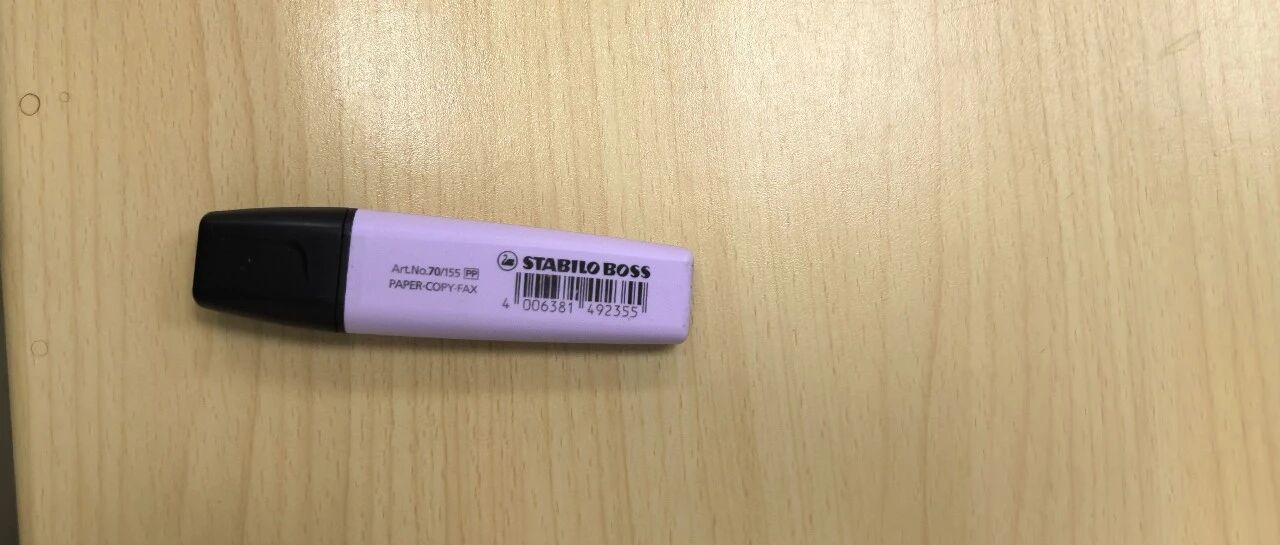 Art.No.70/155 PP
PAPER-COPY-FAX
STABILO BOSS
4 006381 492355